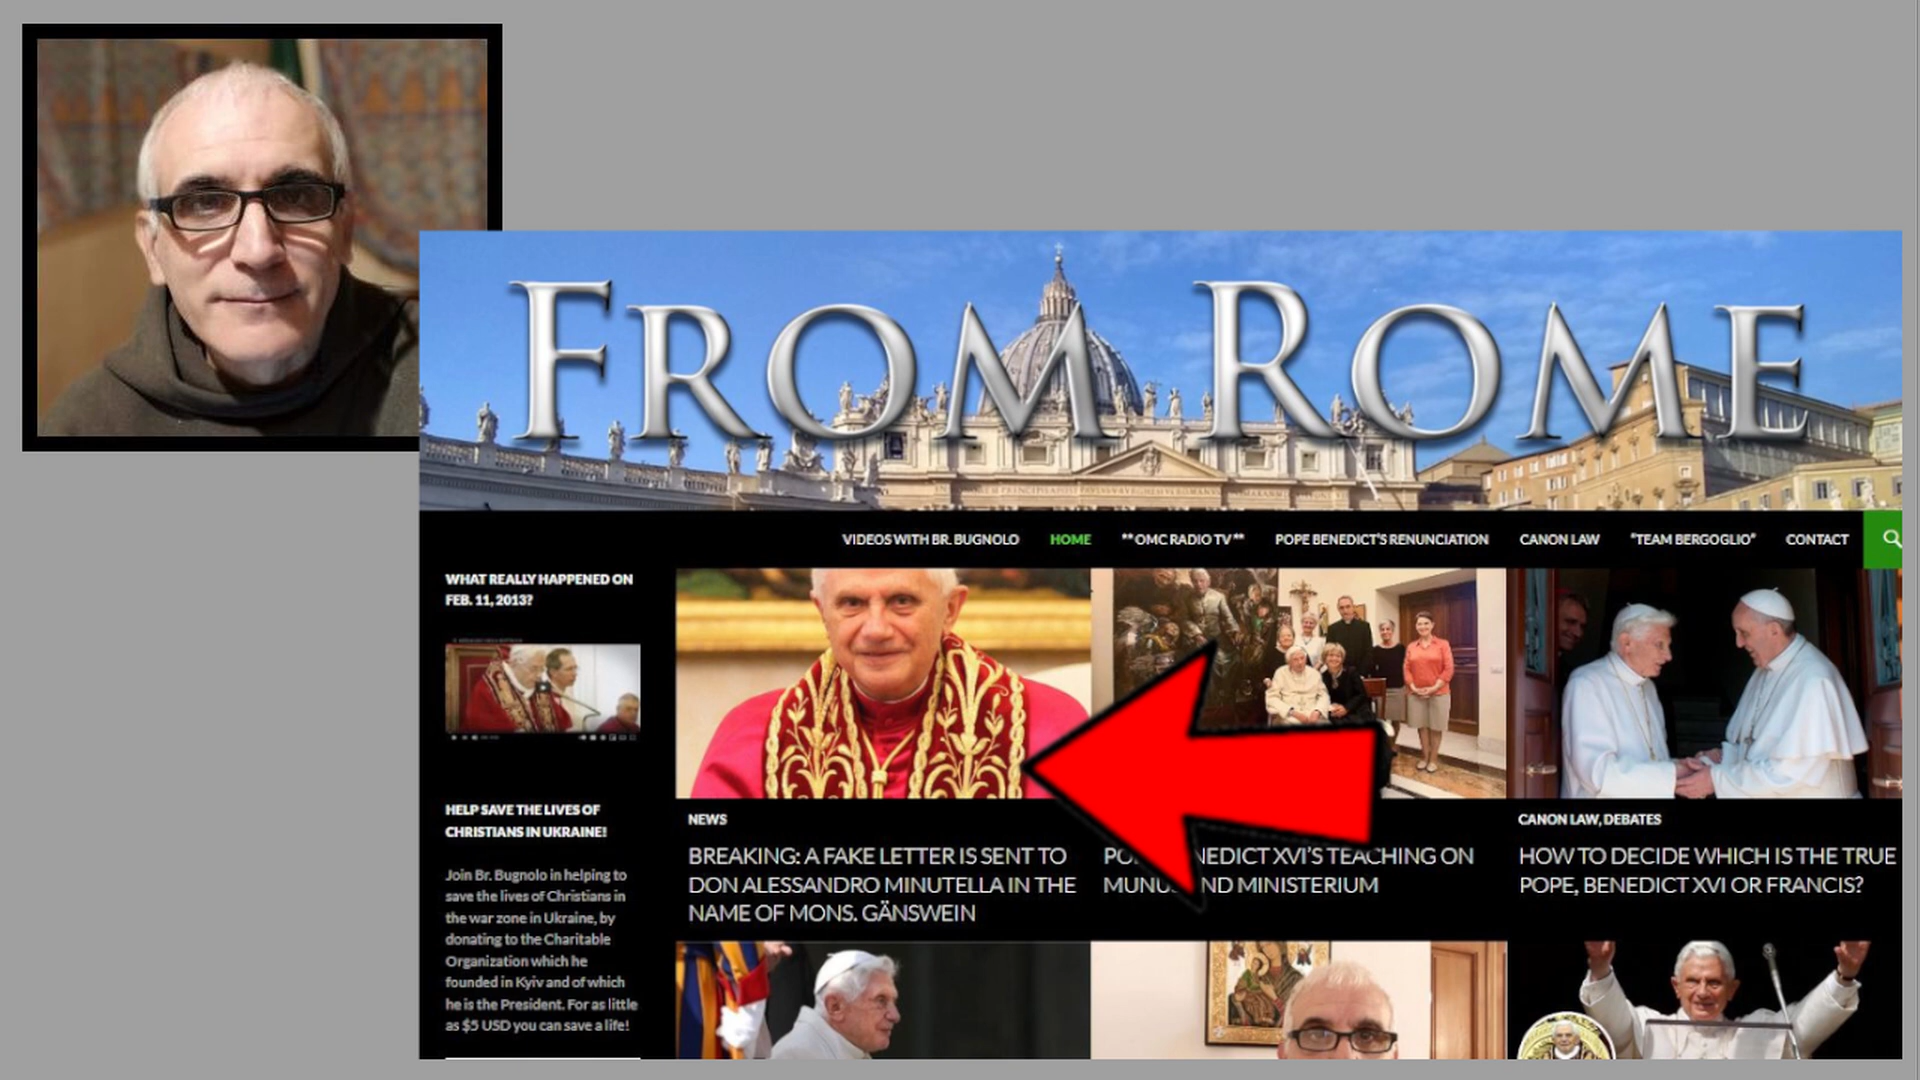 FROM ROME
VIDEOS WITH BR. BUGNOLO HOME ** OMC RADIO TV ** POPE BENEDICT'S RENUNCIATION CANON LAW "TEAM BERGOGLIO" CONTACT
WHAT REALLY HAPPENED ON
FEB. 11, 2013?
HELP SAVE THE LIVES OF
CHRISTIANS IN UKRAINE!
Join Br. Bugnolo in helping to
save the lives of Christians in
the war zone in Ukraine, by
donating to the Charitable
Organization which he
founded in Kyiv and of which
he is the President. For as little
as $5 USD you can save a life!
NEWS
BREAKING: A FAKE LETTER IS SENT TO
DON ALESSANDRO MINUTELLA IN THE
NAME OF MONS. GÄNSWEIN
XVI'S TEACHING ON
MINISTERIUM
CANON LAW, DEBATES
HOW TO DECIDE WHICH IS THE TRUE
POPE, BENEDICT XVI OR FRANCIS?